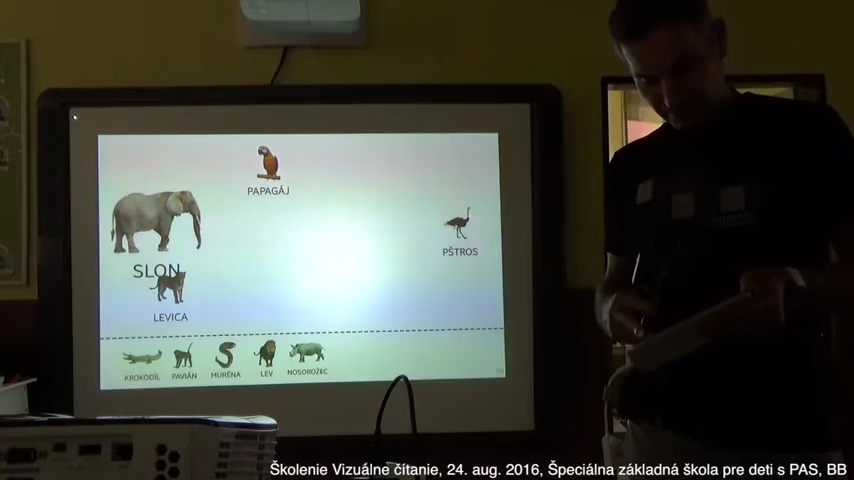 PAPAGÁJ
PŠTROS
SLON
LEVICA
KROKODÍL PAVIÁN MURÉNA LEV NOSOROŽEC
Školenie Vizuálne čítanie, 24. aug. 2016, Špeciálna základná škola pre deti s PAS, BB